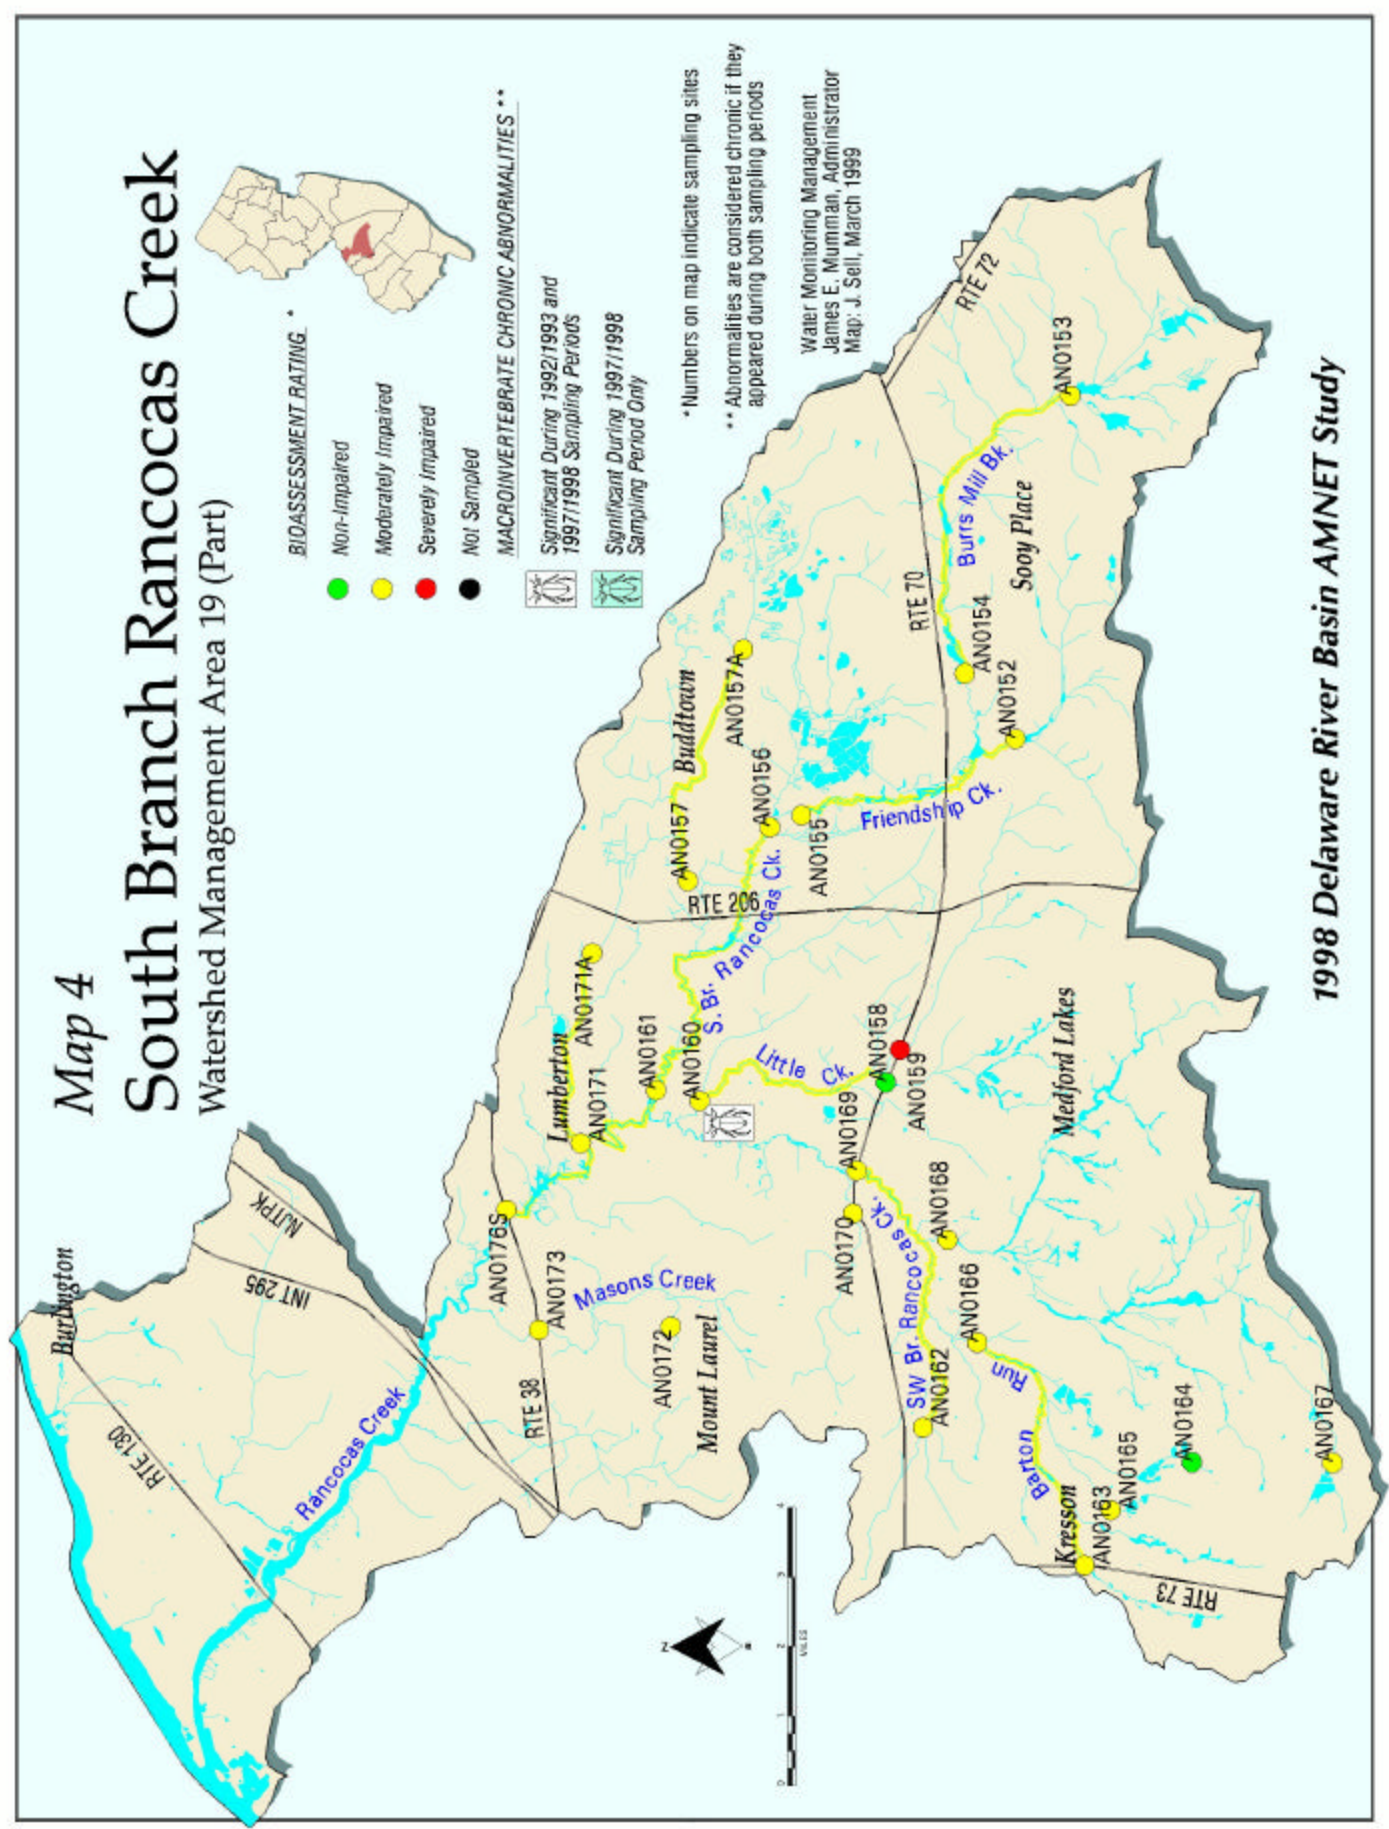 Map 4
South Branch Rancocas Creek
Watershed Management Area 19 (Part)
BIOASSESSMENT RATING *
Non-Impaired
Moderately Impaired
Severely Impaired
Not Sampled
MACROINVERTEBRATE CHRONIC ABNORMALITIES **
Significant During 1992/1993 and
1997/1998 Sampling Periods
Significant During 1997/1998
Sampling Period Only
* Numbers on map indicate sampling sites
** Abnormalities are considered chronic if they
appeared during both sampling periods
Water Monitoring Management
James E. Mumman, Administrator
Map: J. Sell, March 1999
Burlington
RTE 130
INT 295
NJTPK
Rancocas Creek
RTE 38
AN0176S
AN0173
Masons Creek
AN0172
Mount Laurel
Lumberton
AN0171
AN0171A
AN0161
AN0160
S. Br. Rancocas Ck.
RTE 206
AN0157
Buddtown
AN0157A
AN0156
AN0155
Friendship Ck.
RTE 70
RTE 72
AN0154
AN0152
Burrs Mill Bk.
Sooy Place
AN0153
Little Ck.
AN0158
AN0159
AN0169
AN0170
SW Br. Rancocas Ck.
AN0168
AN0162
AN0166
Medford Lakes
Barton Run
Kresson
AN0163
AN0165
AN0164
AN0167
RTE 73
N
0 1 2 3 4
MILES
1998 Delaware River Basin AMNET Study